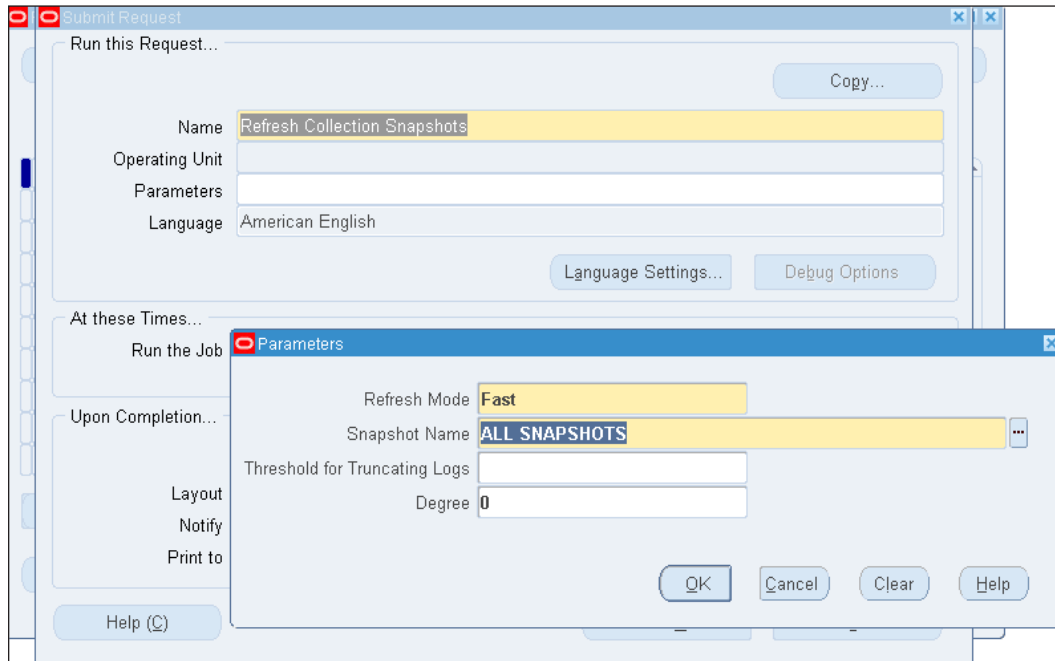 Submit Request
Run this Request...
Copy...
Name Refresh Collection Snapshots
Operating Unit
Parameters
Language American English
Language Settings... Debug Options
At these Times...
Run the Job
Parameters
Refresh Mode Fast
Upon Completion...
Snapshot Name ALL SNAPSHOTS ...
Threshold for Truncating Logs
Layout
Degree 0
Notify
Print to
OK Cancel Clear Help
Help (C)